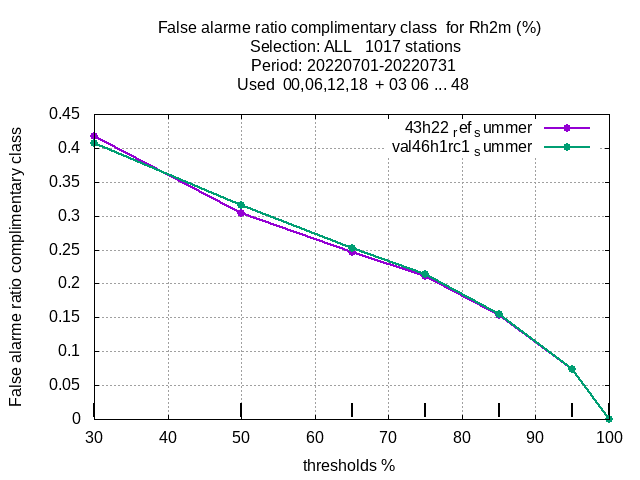 False alarme ratio complimentary class  for Rh2m (%)
Selection: ALL   1017 stations
Period: 20220701-20220731
Used  00,06,12,18  + 03 06 ... 48
43h22 ref summer
val46h1rc1 summer
False alarme ratio complimentary class
0.45
0.4
0.35
0.3
0.25
0.2
0.15
0.1
0.05
0
30 40 50 60 70 80 90 100
thresholds %